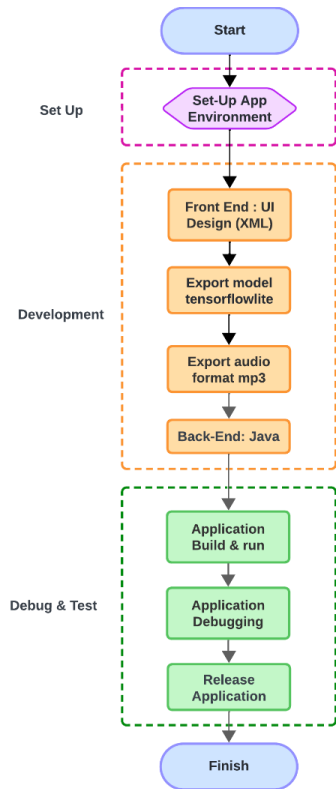 Start
Set Up
Set-Up App
Environment
Front End : UI
Design (XML)
Export model
tensorflowlite
Development
Export audio
format mp3
Back-End: Java
Application
Build & run
Debug & Test
Application
Debugging
Release
Application
Finish